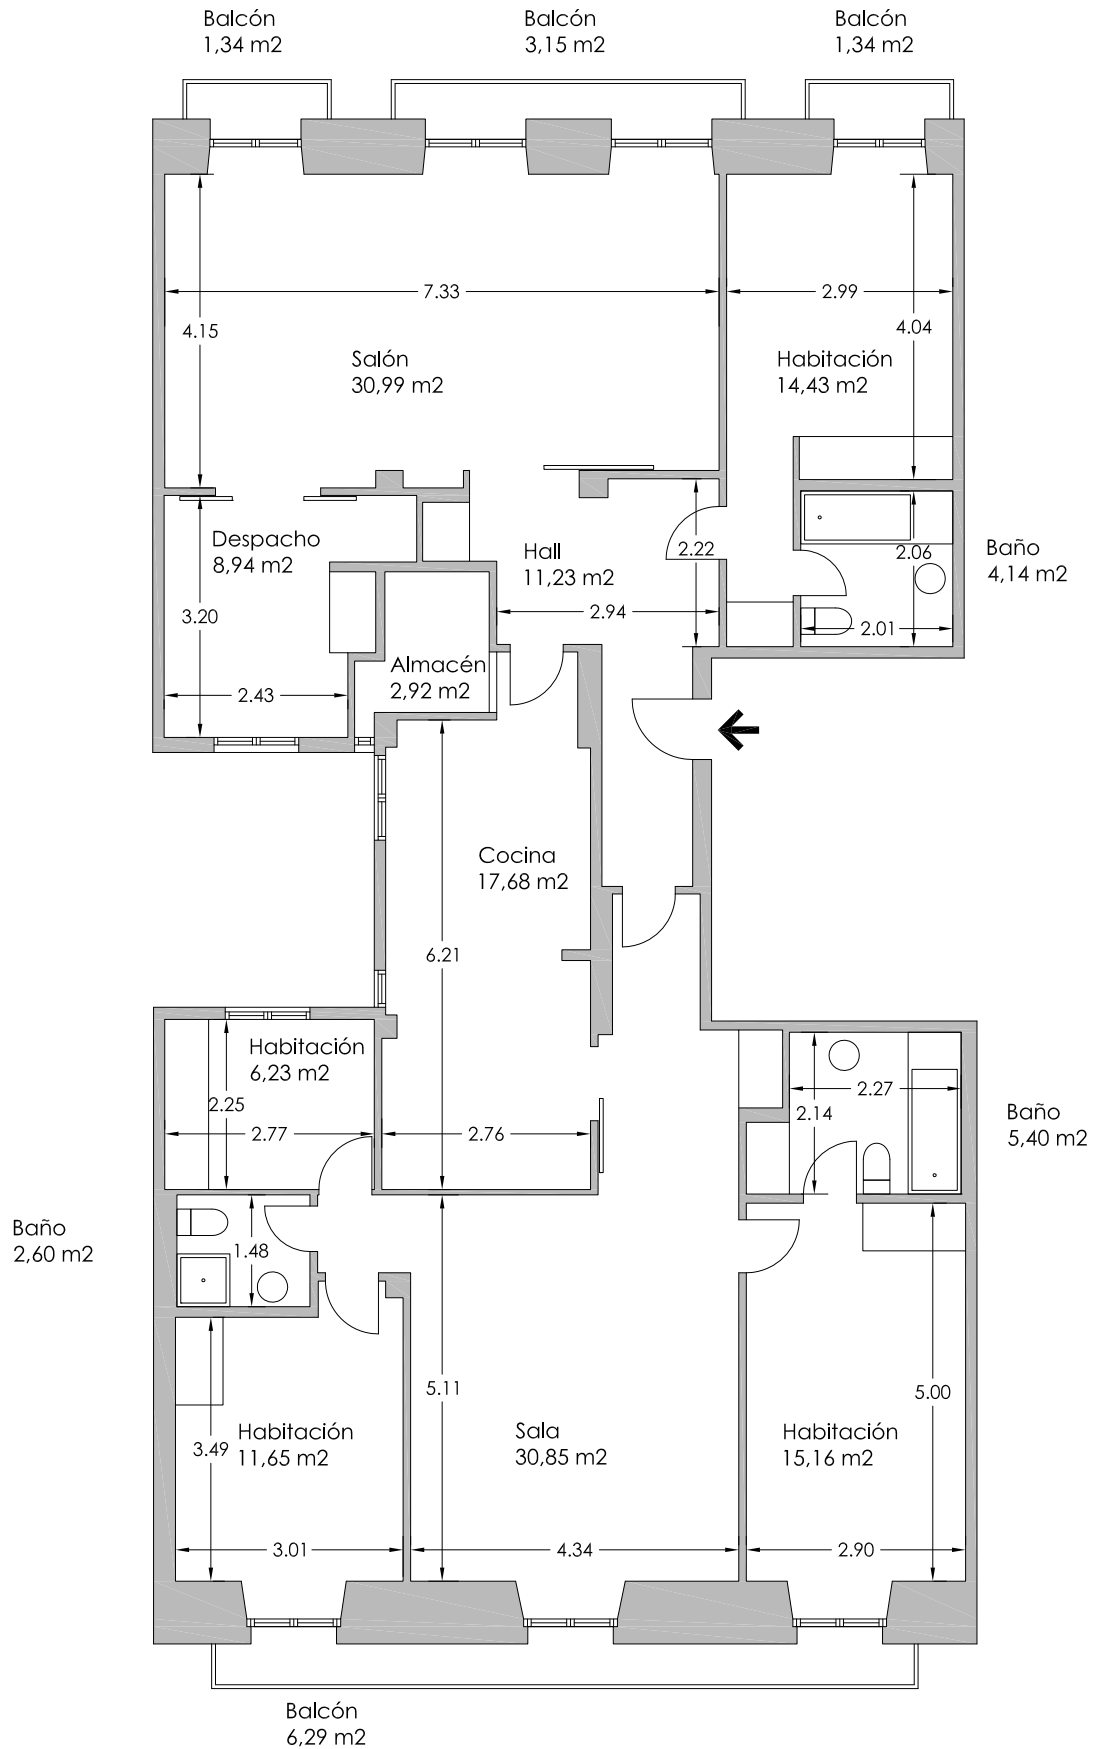 Balcón
1,34 m2
Balcón
3,15 m2
Balcón
1,34 m2
7.33
2.99
4.15
4.04
Salón
30,99 m2
Habitación
14,43 m2
Despacho
8,94 m2
Hall
11,23 m2
2.22
2.06
Baño
4,14 m2
3.20
2.94
2.01
Almacén
2,92 m2
2.43
Cocina
17,68 m2
6.21
Habitación
6,23 m2
2.25
2.77
2.76
2.27
2.14
Baño
5,40 m2
Baño
2,60 m2
1.48
5.11
5.00
3.49
Habitación
11,65 m2
Sala
30,85 m2
Habitación
15,16 m2
3.01
4.34
2.90
Balcón
6,29 m2